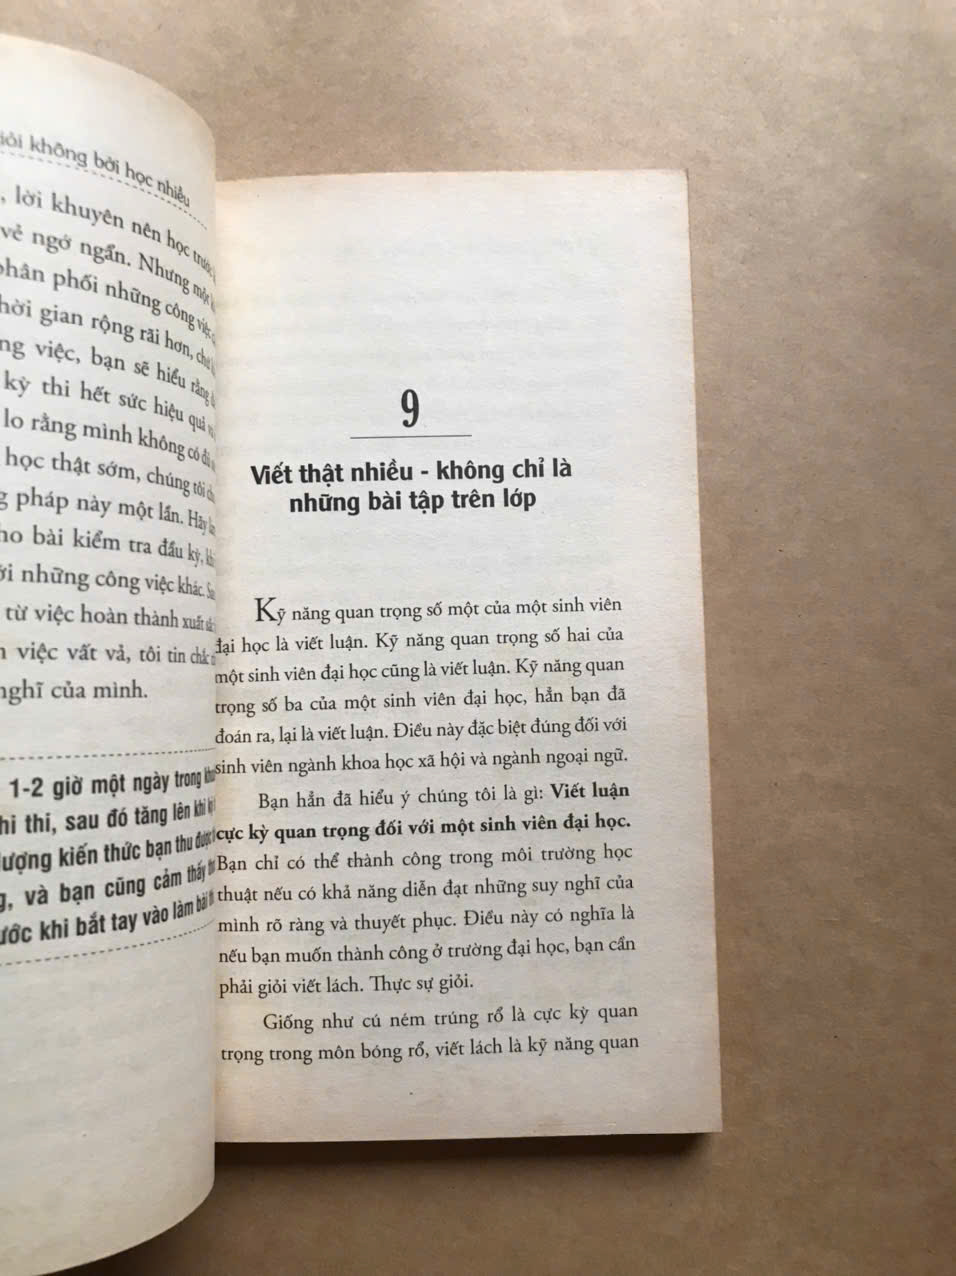 không bởi học nhiều
lời khuyên nên học trước
vẻ ngớ ngẩn. Nhưng một
phân phối những công việc
thời gian rộng rãi hơn,
việc, bạn sẽ hiểu rằng
kỳ thi hết sức hiệu quả
lo rằng mình không có đủ
học thật sớm, chúng tôi
pháp này một lần. Hãy
bài kiểm tra đầu kỳ,
những công việc khác.
từ việc hoàn thành xuất
việc vất vả, tôi tin chắc
nghĩ của mình.
1-2 giờ một ngày trong
thi, sau đó tăng lên khi
lượng kiến thức bạn thu được
và bạn cũng cảm thấy
khi bắt tay vào làm bài
9
Viết thật nhiều - không chỉ là
những bài tập trên lớp
Kỹ năng quan trọng số một của một sinh viên
đại học là viết luận. Kỹ năng quan trọng số hai của
một sinh viên đại học cũng là viết luận. Kỹ năng quan
trọng số ba của một sinh viên đại học, hẳn bạn đã
đoán ra, lại là viết luận. Điều này đặc biệt đúng đối với
sinh viên ngành khoa học xã hội và ngành ngoại ngữ.
Bạn hẳn đã hiểu ý chúng tôi là gì: Viết luận
cực kỳ quan trọng đối với một sinh viên đại học.
Bạn chỉ có thể thành công trong môi trường học
thuật nếu có khả năng diễn đạt những suy nghĩ của
mình rõ ràng và thuyết phục. Điều này có nghĩa là
nếu bạn muốn thành công ở trường đại học, bạn cần
phải giỏi viết lách. Thực sự giỏi.
Giống như cú ném trúng rổ là cực kỳ quan
trọng trong môn bóng rổ, viết lách là kỹ năng quan